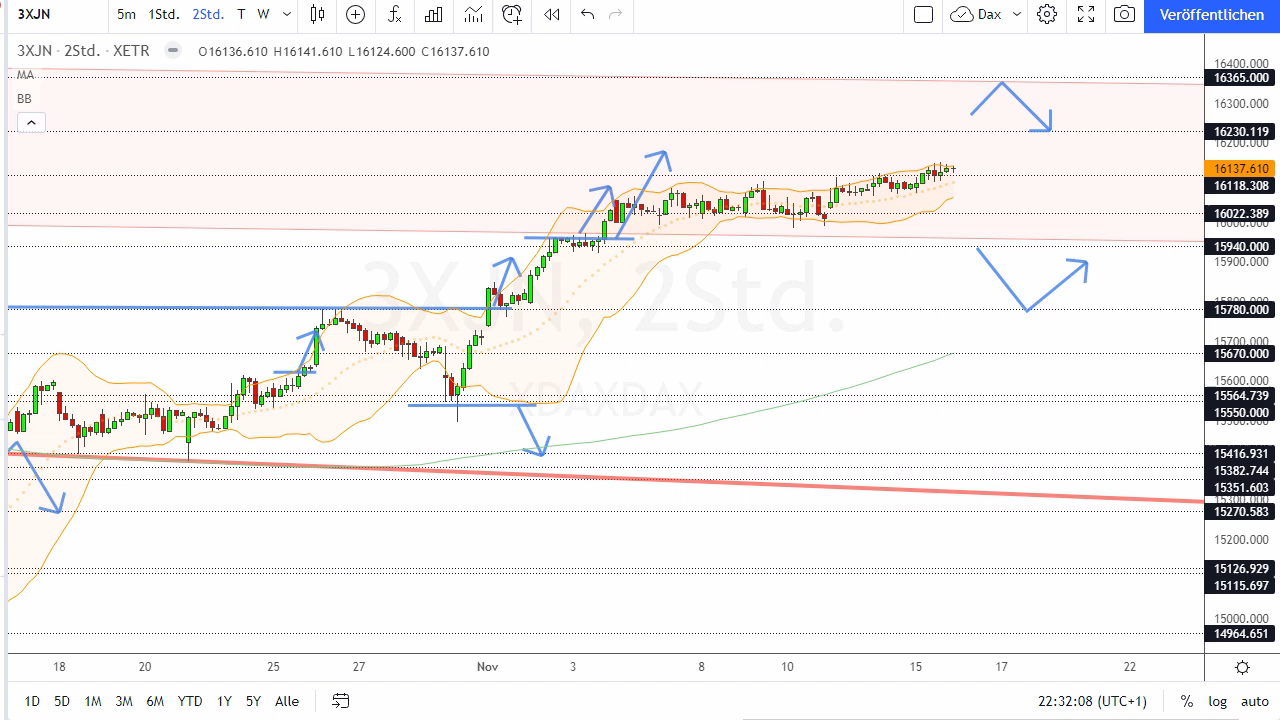 3XJN
5m 1Std. 2Std. T W
Dax
Veröffentlichen
3XJN · 2Std. · XETR
O16136.610 H16141.610 L16124.600 C16137.610
MA
BB
3XJN, 2Std.
XDAXDAX
16400.000
16365.000
16300.000
16230.119
16200.000
16137.610
16118.308
16022.389
15940.000
15900.000
15780.000
15700.000
15670.000
15600.000
15564.739
15550.000
15416.931
15382.744
15351.603
15300.000
15270.583
15200.000
15126.929
15115.697
15000.000
14964.651
18 20 25 27 Nov 3 8 10 15 17 22
1D 5D 1M 3M 6M YTD 1Y 5Y Alle
22:32:08 (UTC+1) % log auto